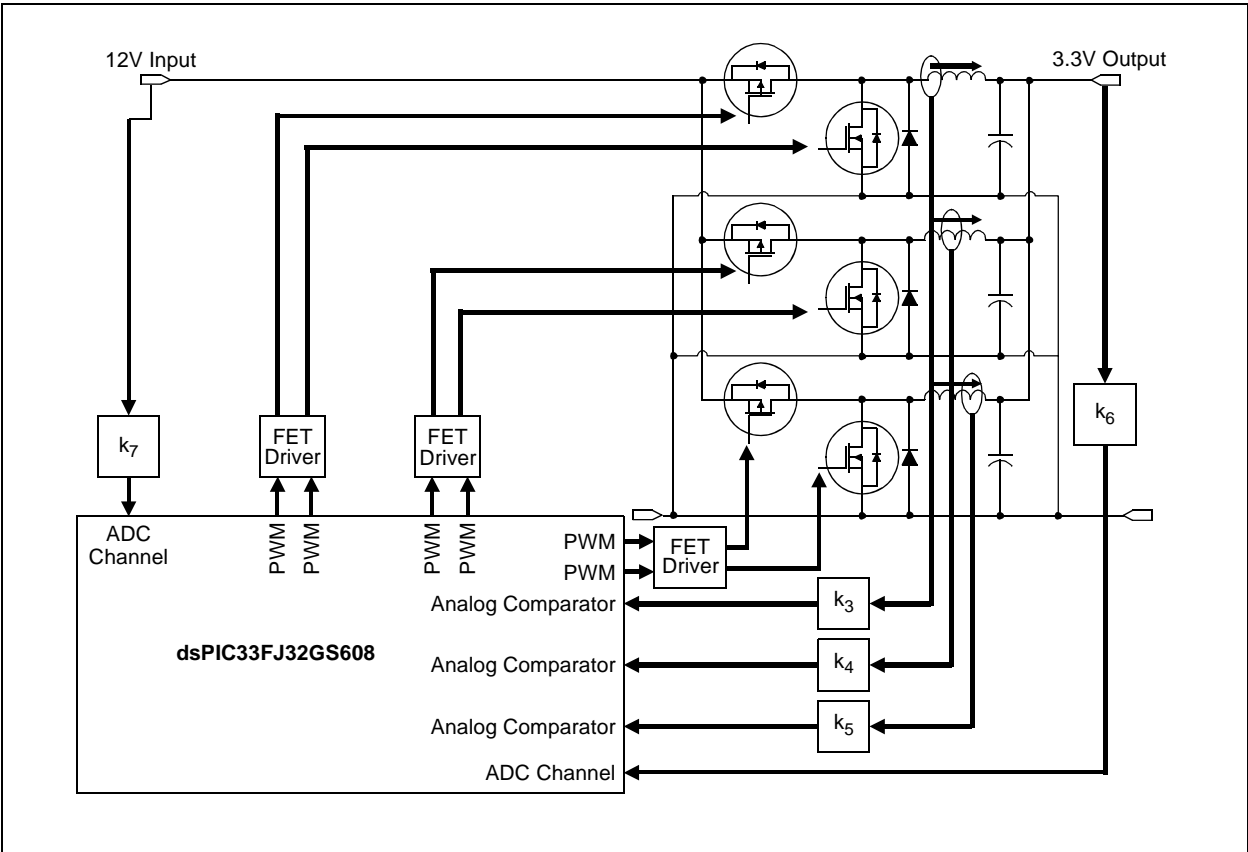 12V Input
3.3V Output
k7
FET
Driver
FET
Driver
k6
ADC
Channel
PWM
PWM
PWM
PWM
PWM
PWM
FET
Driver
Analog Comparator
k3
dsPIC33FJ32GS608
Analog Comparator
k4
Analog Comparator
k5
ADC Channel